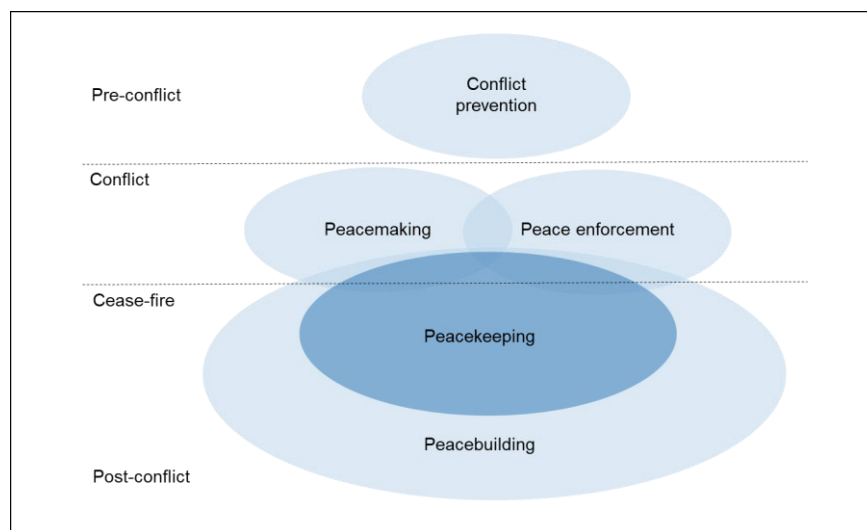 Conflict
prevention
Pre-conflict
Conflict
Peacemaking
Peace enforcement
Cease-fire
Peacekeeping
Peacebuilding
Post-conflict